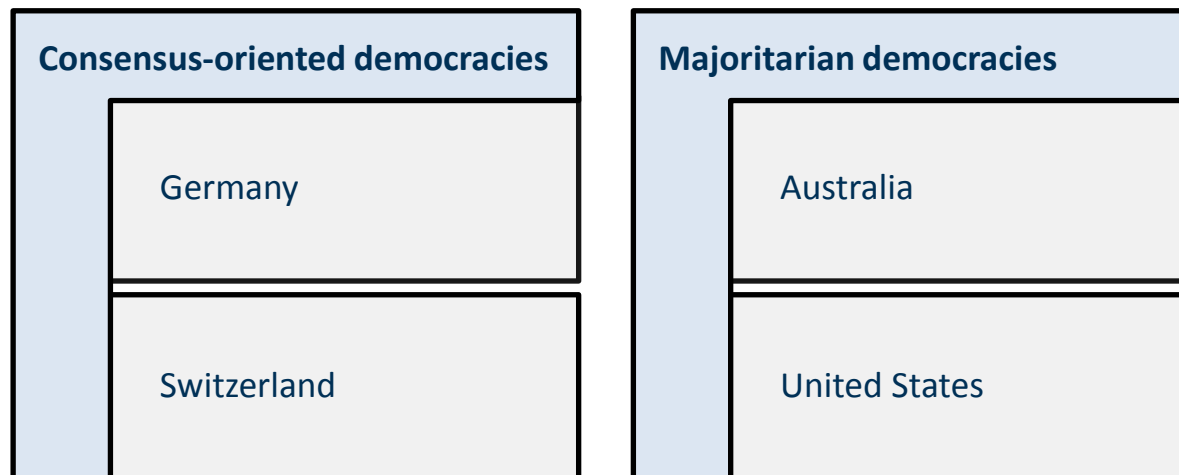 Consensus-oriented democracies
Germany
Switzerland
Majoritarian democracies
Australia
United States